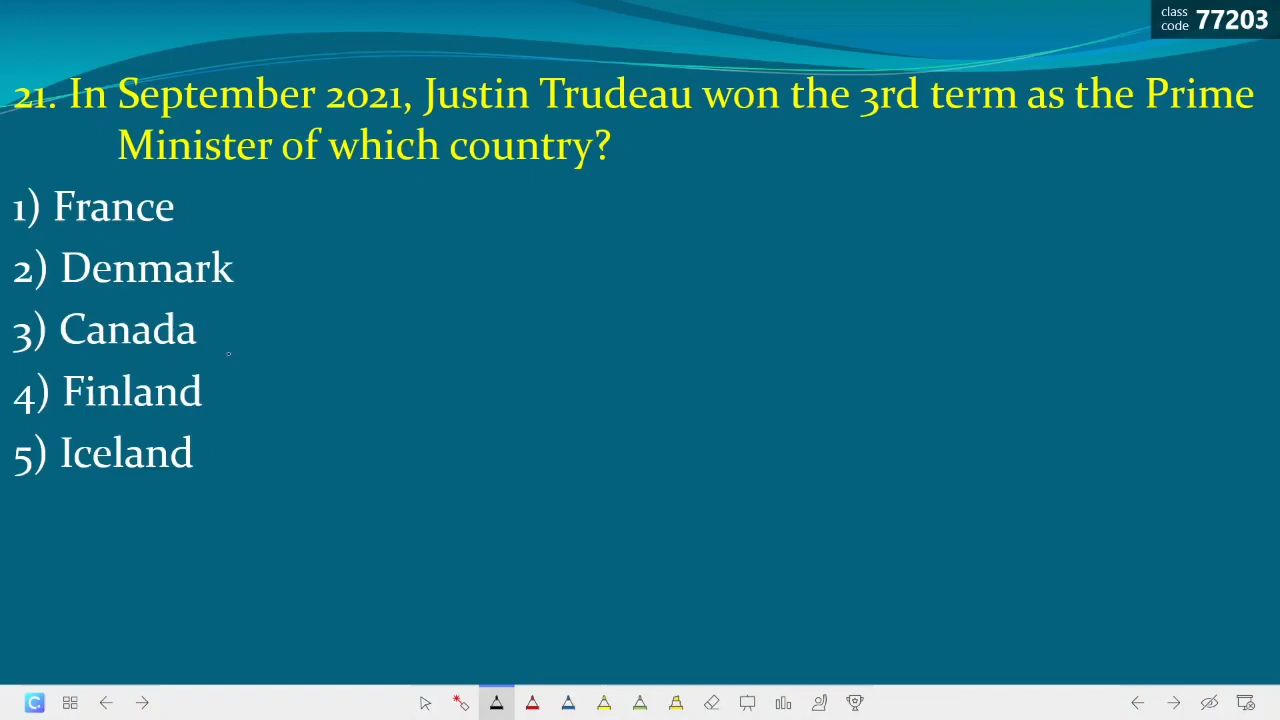 class
code 77203
21. In September 2021, Justin Trudeau won the 3rd term as the Prime
Minister of which country?
1) France
2) Denmark
3) Canada
4) Finland
5) Iceland